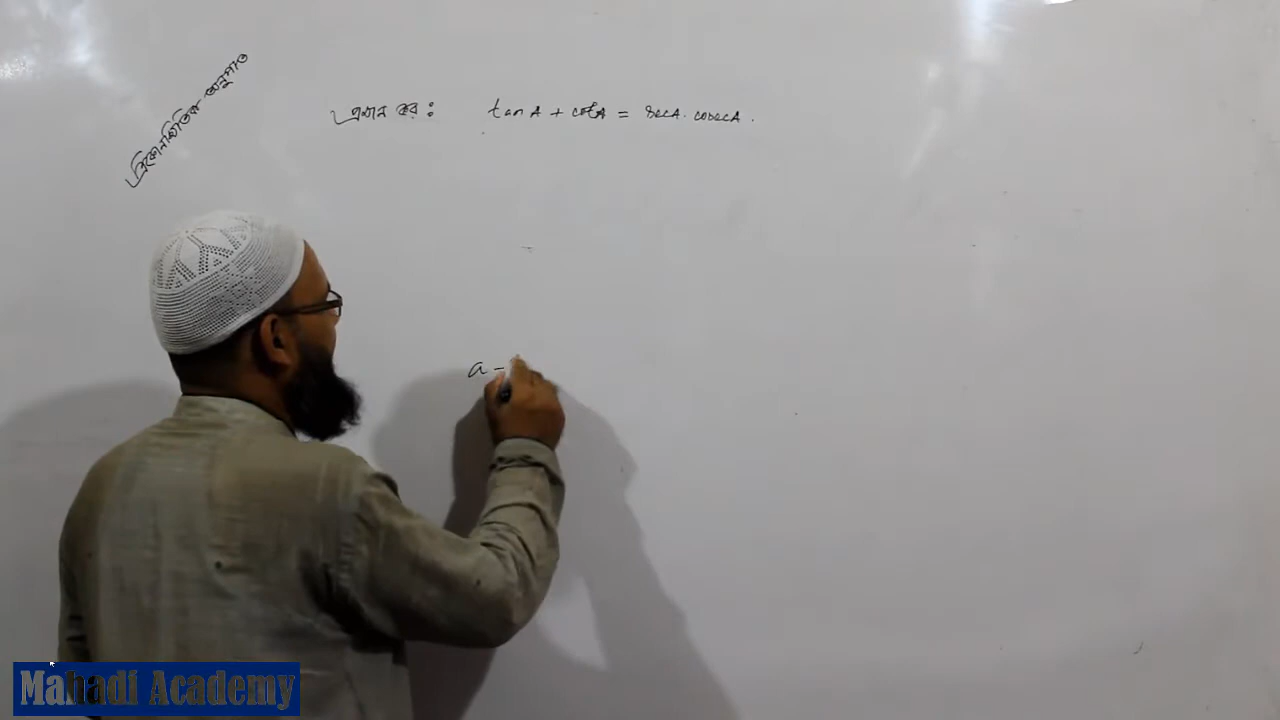 ত্রিকোণমিতিক অনুপাত
প্রমাণ কর : tan A + cot A = sec A . cosec A .
a -
Mahadi Academy